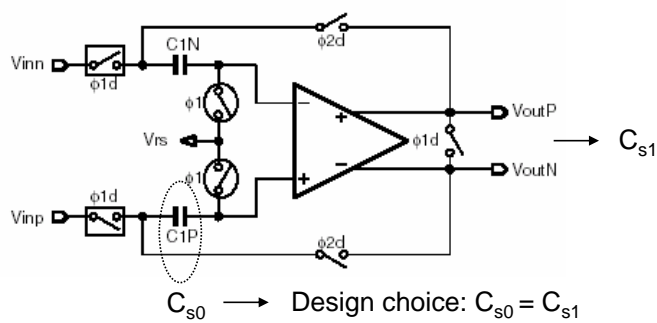 ϕ2d
C1N
Vinn
ϕ1d
ϕ1
−
+
VoutP
Vrs
ϕ1d
Cs1
ϕ1
+
−
VoutN
ϕ1d
Vinp
C1P
ϕ2d
Cs0 → Design choice: Cs0 = Cs1